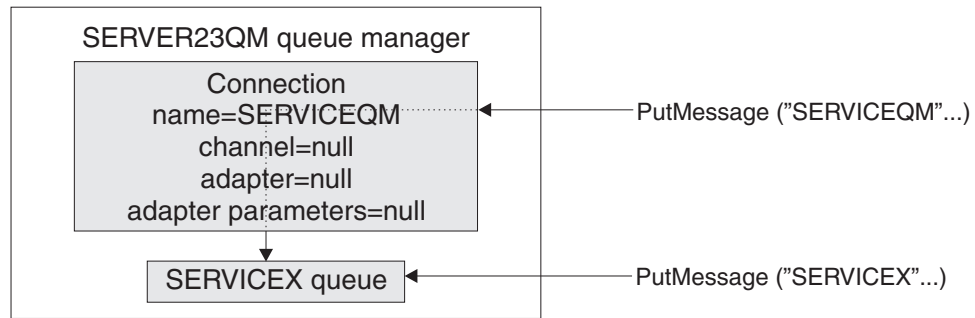 SERVER23QM queue manager
Connection
name=SERVICEQM
channel=null
adapter=null
adapter parameters=null
PutMessage (”SERVICEQM”...)
SERVICEX queue
PutMessage (”SERVICEX”...)